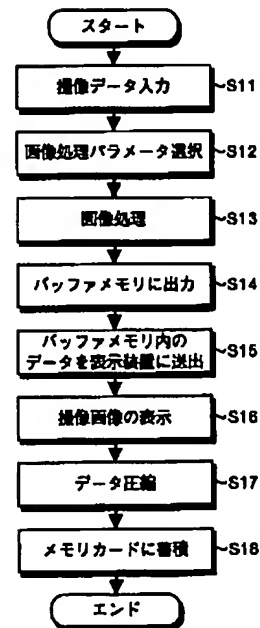 スタート
撮像データ入力 ~S11
画像処理パラメータ選択 ~S12
画像処理 ~S13
バッファメモリに出力 ~S14
バッファメモリ内の
データを表示装置に送出 ~S15
撮像画像の表示 ~S16
データ圧縮 ~S17
メモリカードに蓄積 ~S18
エンド